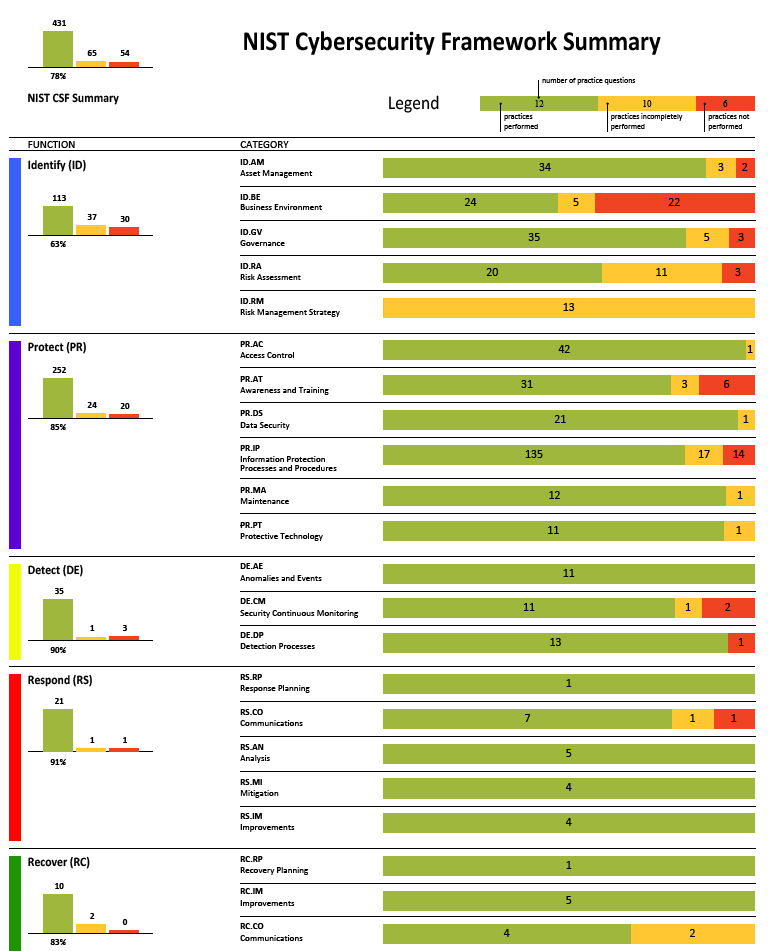 431
65
54
78%
NIST CSF Summary
NIST Cybersecurity Framework Summary
Legend
number of practice questions
12
10
6
practices
performed
practices incompletely
performed
practices not
performed
FUNCTION
CATEGORY
Identify (ID)
113
37
30
63%
ID.AM
Asset Management
34
3
2
ID.BE
Business Environment
24
5
22
ID.GV
Governance
35
5
3
ID.RA
Risk Assessment
20
11
3
ID.RM
Risk Management Strategy
13
Protect (PR)
252
24
20
85%
PR.AC
Access Control
42
1
PR.AT
Awareness and Training
31
3
6
PR.DS
Data Security
21
1
PR.IP
Information Protection
Processes and Procedures
135
17
14
PR.MA
Maintenance
12
1
PR.PT
Protective Technology
11
1
Detect (DE)
35
1
3
90%
DE.AE
Anomalies and Events
11
DE.CM
Security Continuous Monitoring
11
1
2
DE.DP
Detection Processes
13
1
Respond (RS)
21
1
1
91%
RS.RP
Response Planning
1
RS.CO
Communications
7
1
1
RS.AN
Analysis
5
RS.MI
Mitigation
4
RS.IM
Improvements
4
Recover (RC)
10
2
0
83%
RC.RP
Recovery Planning
1
RC.IM
Improvements
5
RC.CO
Communications
4
2